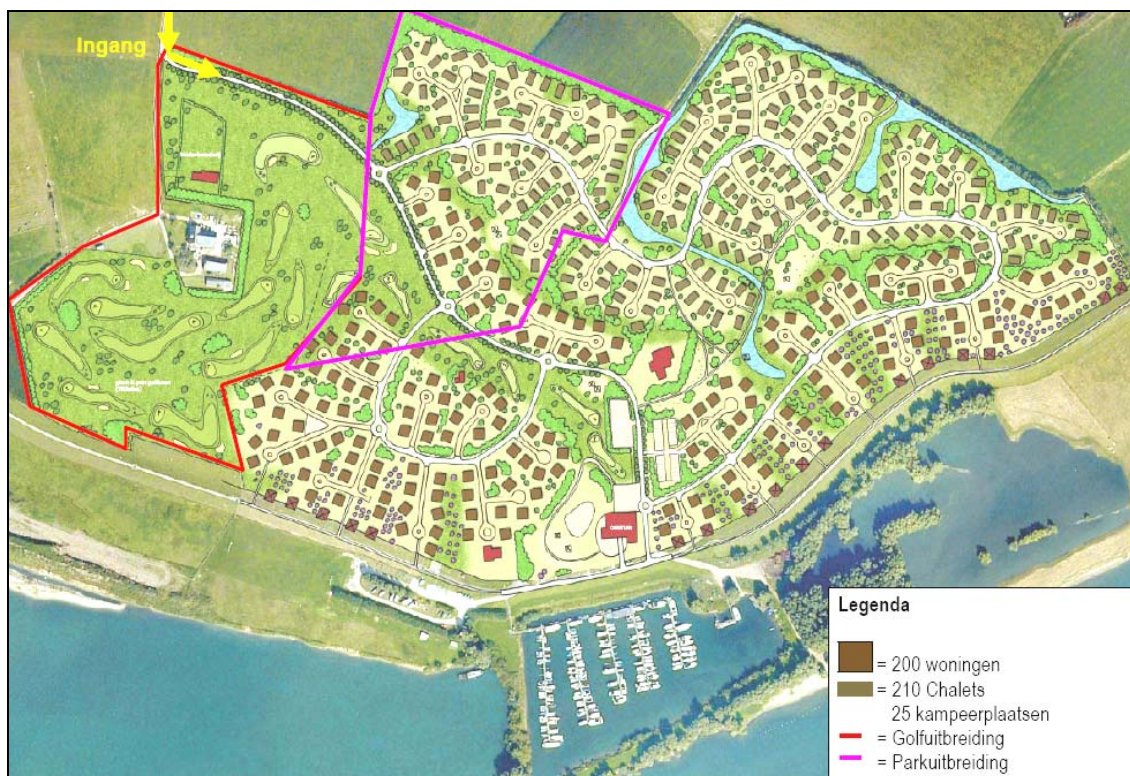 Ingang
Legenda
= 200 woningen
= 210 Chalets
25 kampeerplaatsen
= Golfuitbreiding
= Parkuitbreiding